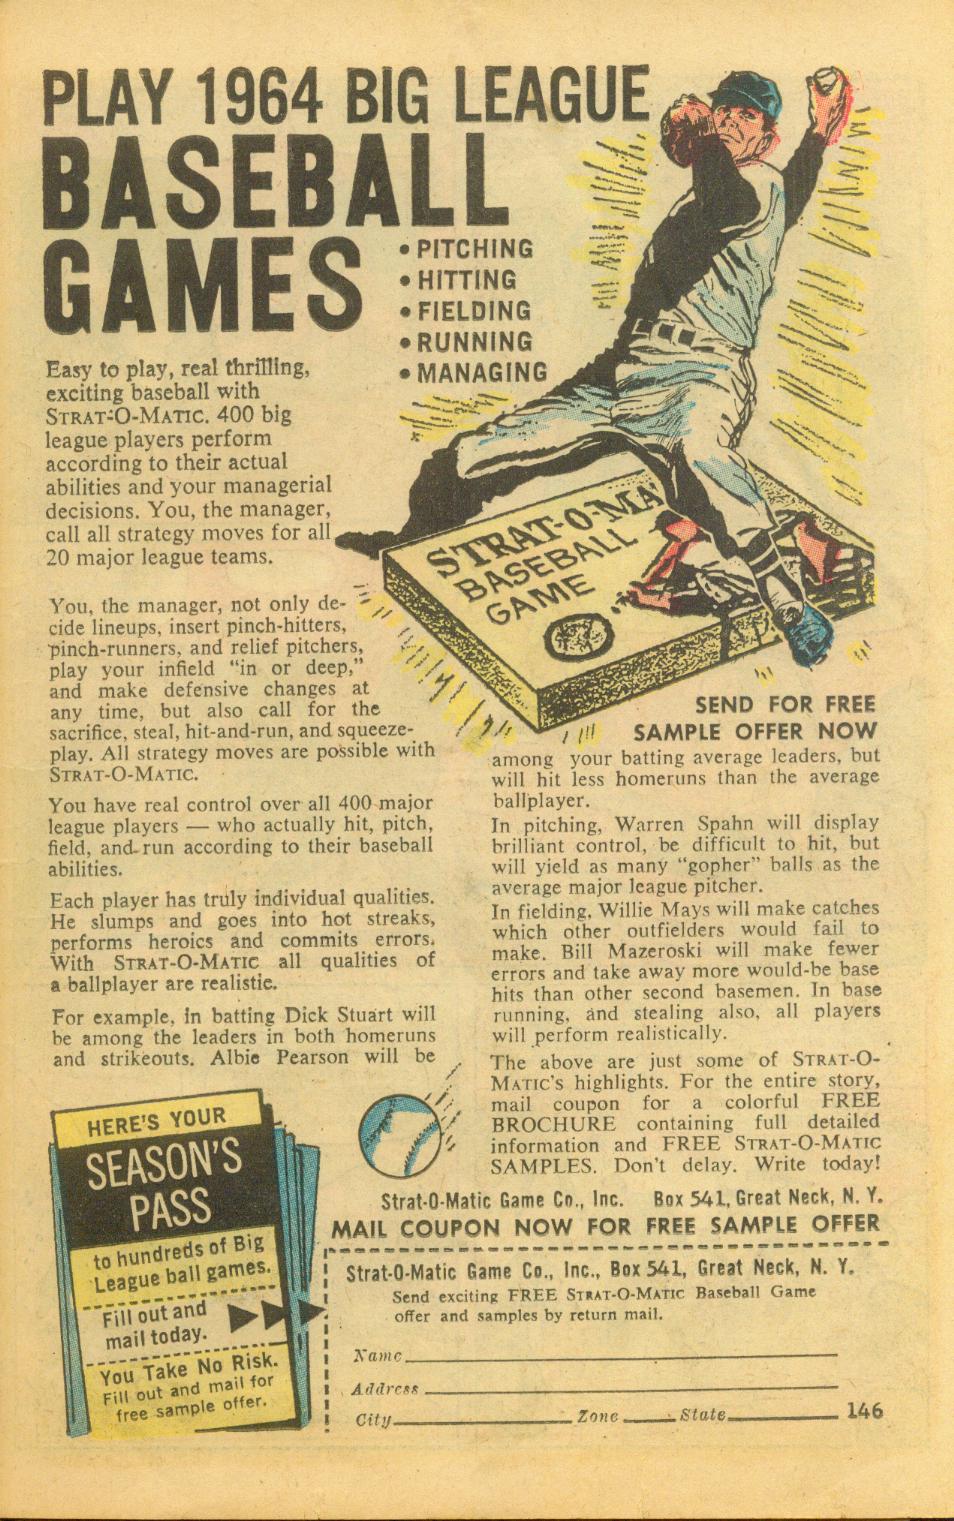 PLAY 1964 BIG LEAGUE
BASEBALL
GAMES
• PITCHING
• HITTING
• FIELDING
• RUNNING
• MANAGING
Easy to play, real thrilling,
exciting baseball with
STRAT-O-MATIC. 400 big
league players perform
according to their actual
abilities and your managerial
decisions. You, the manager,
call all strategy moves for all
20 major league teams.
STRAT-O-MA
BASEBALL
GAME
You, the manager, not only de-
cide lineups, insert pinch-hitters,
pinch-runners, and relief pitchers,
play your infield “in or deep,”
and make defensive changes at
any time, but also call for the
sacrifice, steal, hit-and-run, and squeeze-
play. All strategy moves are possible with
STRAT-O-MATIC.
You have real control over all 400 major
league players — who actually hit, pitch,
field, and run according to their baseball
abilities.
Each player has truly individual qualities.
He slumps and goes into hot streaks,
performs heroics and commits errors.
With STRAT-O-MATIC all qualities of
a ballplayer are realistic.
For example, in batting Dick Stuart will
be among the leaders in both homeruns
and strikeouts. Albie Pearson will be
SEND FOR FREE
SAMPLE OFFER NOW
among your batting average leaders, but
will hit less homeruns than the average
ballplayer.
In pitching, Warren Spahn will display
brilliant control, be difficult to hit, but
will yield as many “gopher” balls as the
average major league pitcher.
In fielding, Willie Mays will make catches
which other outfielders would fail to
make. Bill Mazeroski will make fewer
errors and take away more would-be base
hits than other second basemen. In base
running, and stealing also, all players
will perform realistically.
The above are just some of STRAT-O-
MATIC'S highlights. For the entire story,
mail coupon for a colorful FREE
BROCHURE containing full detailed
information and FREE STRAT-O-MATIC
SAMPLES. Don't delay. Write today!
HERE'S YOUR
SEASON'S
PASS
to hundreds of Big
League ball games.
Fill out and
mail today.
You Take No Risk.
Fill out and mail for
free sample offer.
Strat-O-Matic Game Co., Inc. Box 541, Great Neck, N. Y.
MAIL COUPON NOW FOR FREE SAMPLE OFFER
Strat-O-Matic Game Co., Inc., Box 541, Great Neck, N. Y.
Send exciting FREE STRAT-O-MATIC Baseball Game
offer and samples by return mail.
Name
Address
City Zone State 146